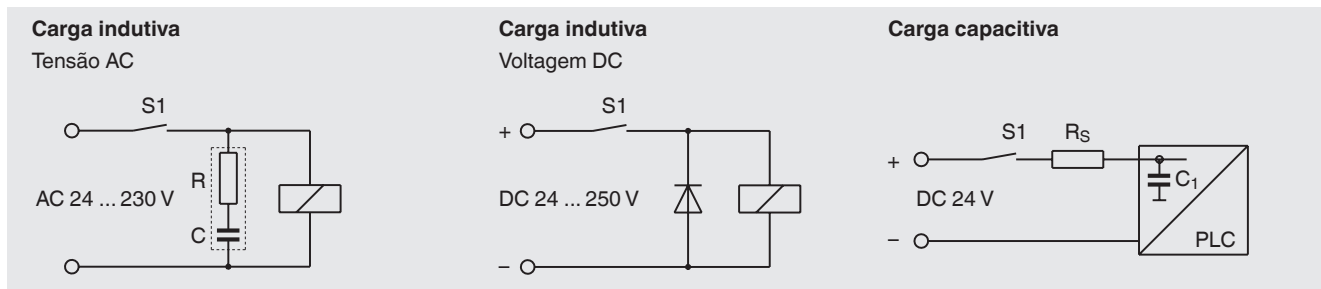 Carga indutiva
Tensão AC
S1
R
AC 24 ... 230 V
C
Carga indutiva
Voltagem DC
S1
+
DC 24 ... 250 V
–
Carga capacitiva
S1
RS
+
C1
DC 24 V
–
PLC